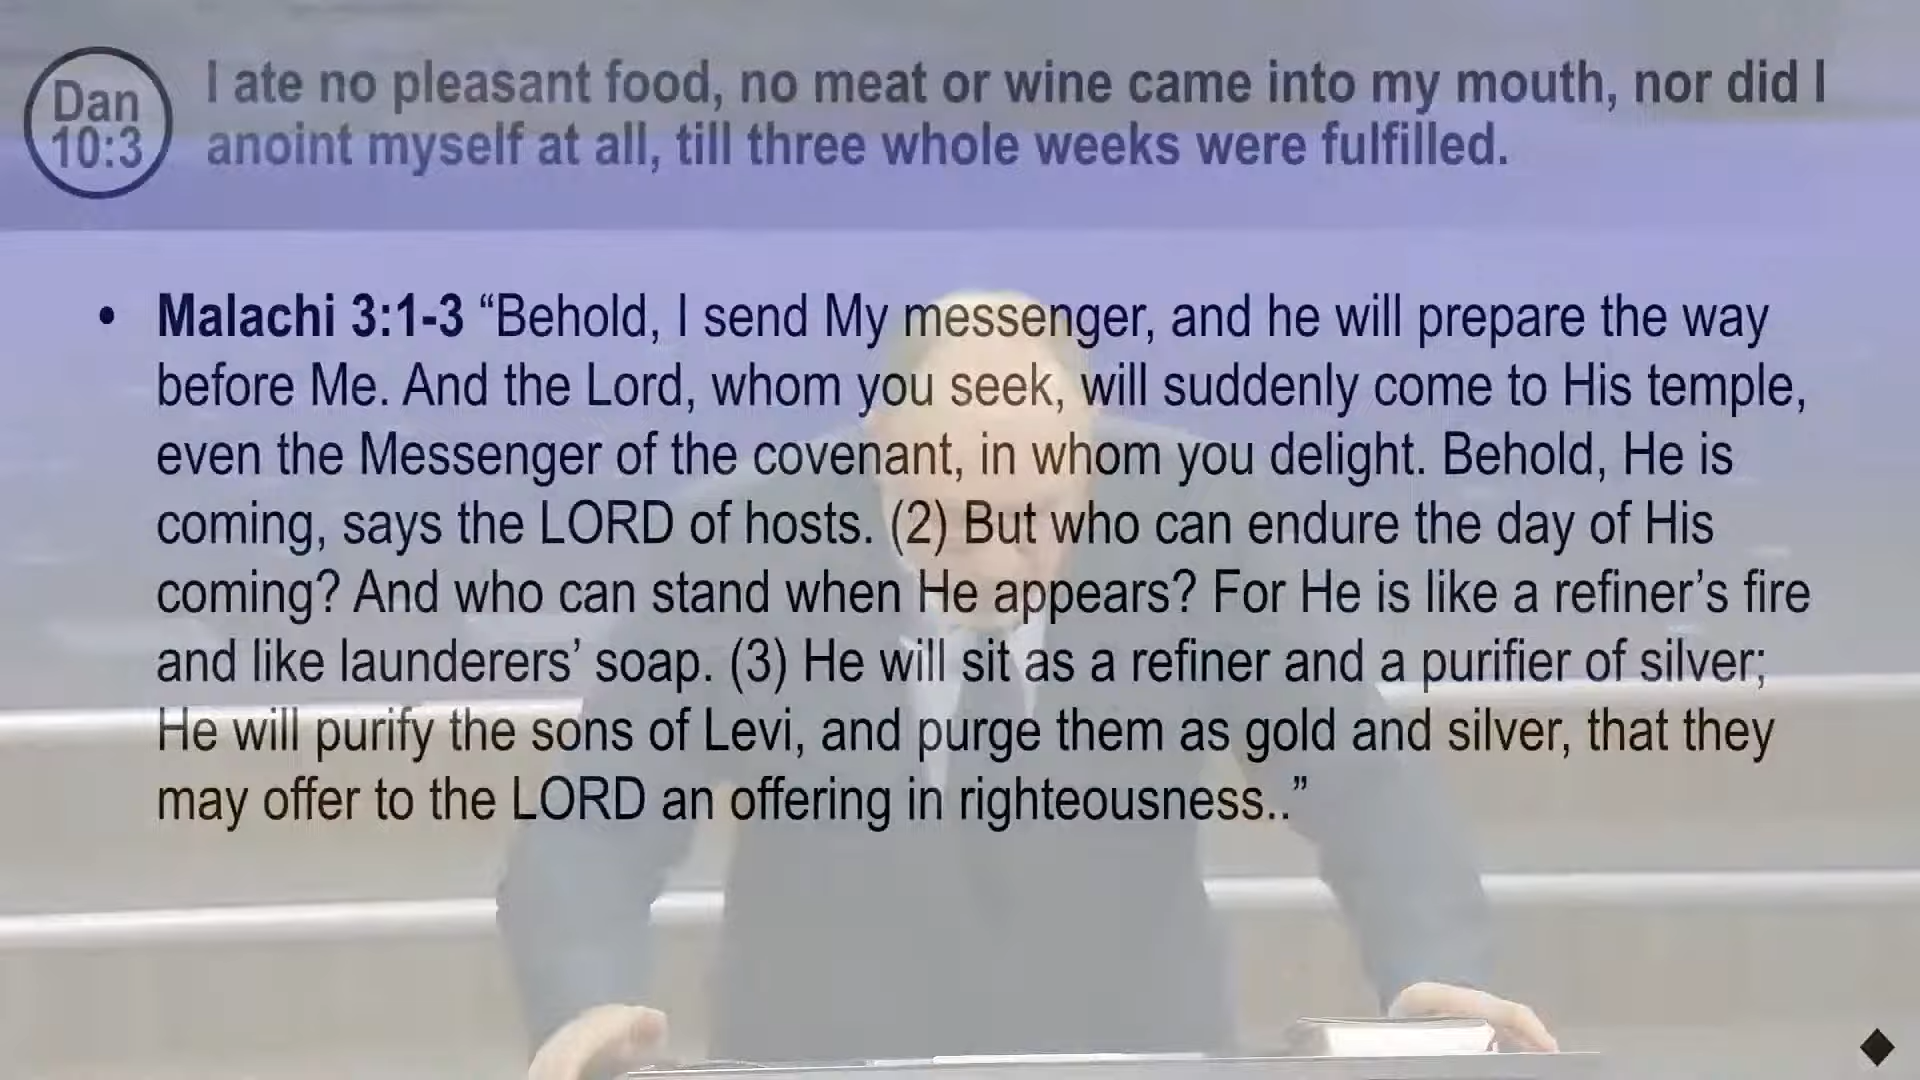 Dan
10:3
I ate no pleasant food, no meat or wine came into my mouth, nor did I
anoint myself at all, till three whole weeks were fulfilled.
• Malachi 3:1-3 “Behold, I send My messenger, and he will prepare the way
before Me. And the Lord, whom you seek, will suddenly come to His temple,
even the Messenger of the covenant, in whom you delight. Behold, He is
coming, says the LORD of hosts. (2) But who can endure the day of His
coming? And who can stand when He appears? For He is like a refiner’s fire
and like launderers’ soap. (3) He will sit as a refiner and a purifier of silver;
He will purify the sons of Levi, and purge them as gold and silver, that they
may offer to the LORD an offering in righteousness..”